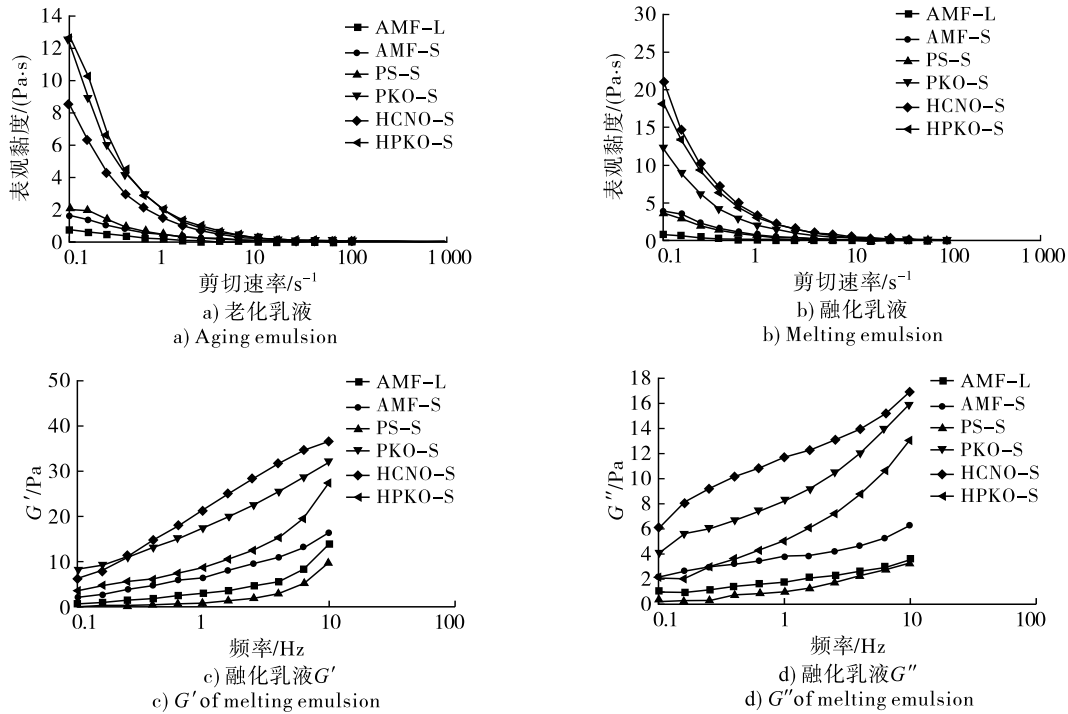 14
12
10
8
6
4
2
0
表观黏度/(Pa·s)
AMF-L
AMF-S
PS-S
PKO-S
HCNO-S
HPKO-S
0.1
1
10
100
1 000
剪切速率/s⁻¹
a) 老化乳液
a) Aging emulsion
30
25
20
15
10
5
0
表观黏度/(Pa·s)
AMF-L
AMF-S
PS-S
PKO-S
HCNO-S
HPKO-S
0.1
1
10
100
1 000
剪切速率/s⁻¹
b) 融化乳液
b) Melting emulsion
50
40
30
20
10
0
G′/Pa
AMF-L
AMF-S
PS-S
PKO-S
HCNO-S
HPKO-S
0.1
1
10
100
频率/Hz
c) 融化乳液G′
c) G′ of melting emulsion
18
16
14
12
10
8
6
4
2
0
G″/Pa
AMF-L
AMF-S
PS-S
PKO-S
HCNO-S
HPKO-S
0.1
1
10
100
频率/Hz
d) 融化乳液G″
d) G″of melting emulsion